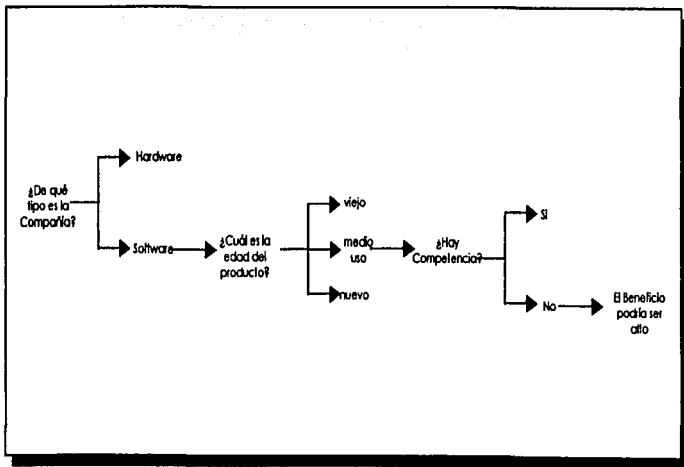 Hardware
¿De qué
tipo es la
Compañía?
Software
¿Cuál es la
edad del
producto?
viejo
medio
uso
nuevo
¿Hay
Competencia?
Sí
No
El Beneficio
podría ser
alto